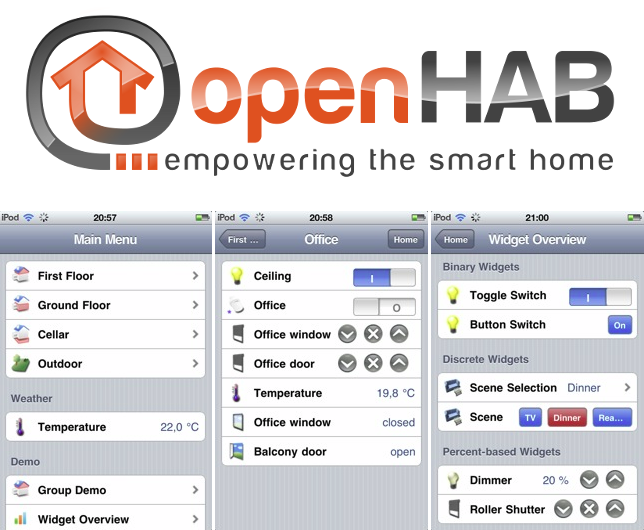 openHAB
empowering the smart home
iPod 20:57
Main Menu
First Floor
Ground Floor
Cellar
Outdoor
Weather
Temperature 22,0 °C
Demo
Group Demo
Widget Overview
iPod 20:58
First ... Office Home
Ceiling I
Office O
Office window
Office door
Temperature 19,8 °C
Office window closed
Balcony door open
iPod 21:00
Home Widget Overview
Binary Widgets
Toggle Switch I
Button Switch On
Discrete Widgets
Scene Selection Dinner
Scene TV Dinner Rea...
Percent-based Widgets
Dimmer 20 %
Roller Shutter